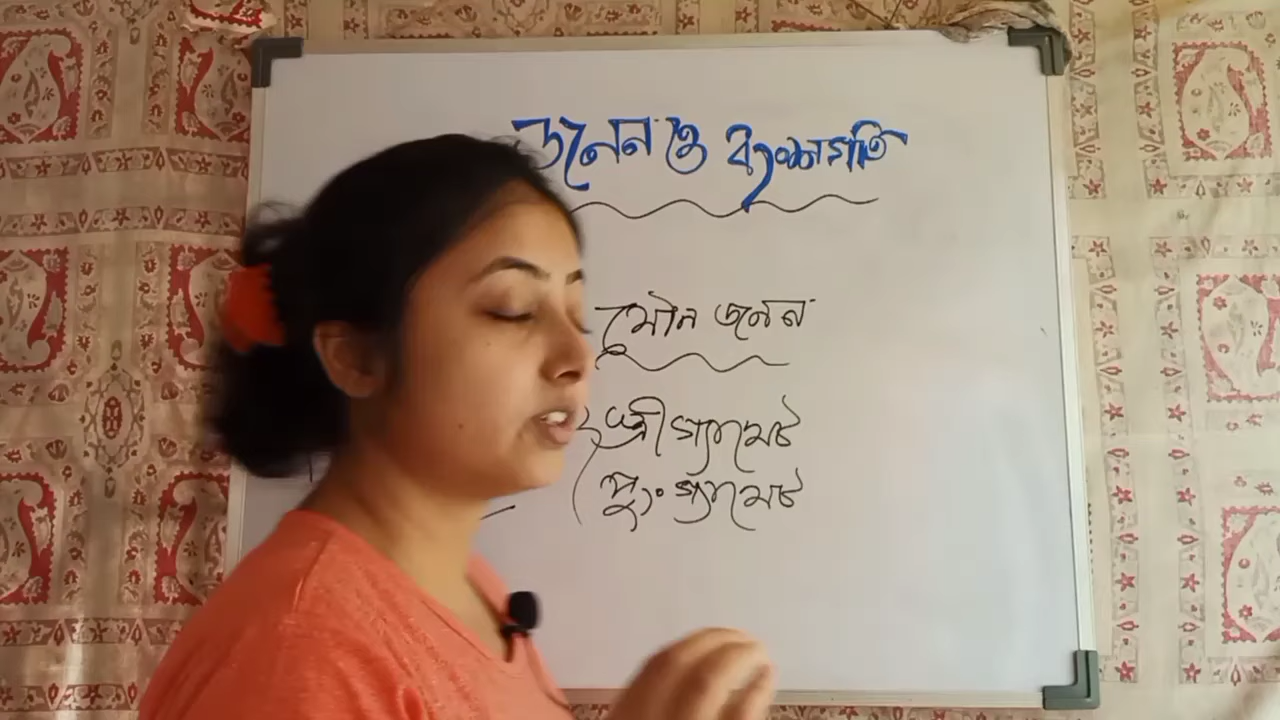 জনন ও বংশগতি
যৌন জনন
স্ত্রী গ্যামেট
পুং গ্যামেট